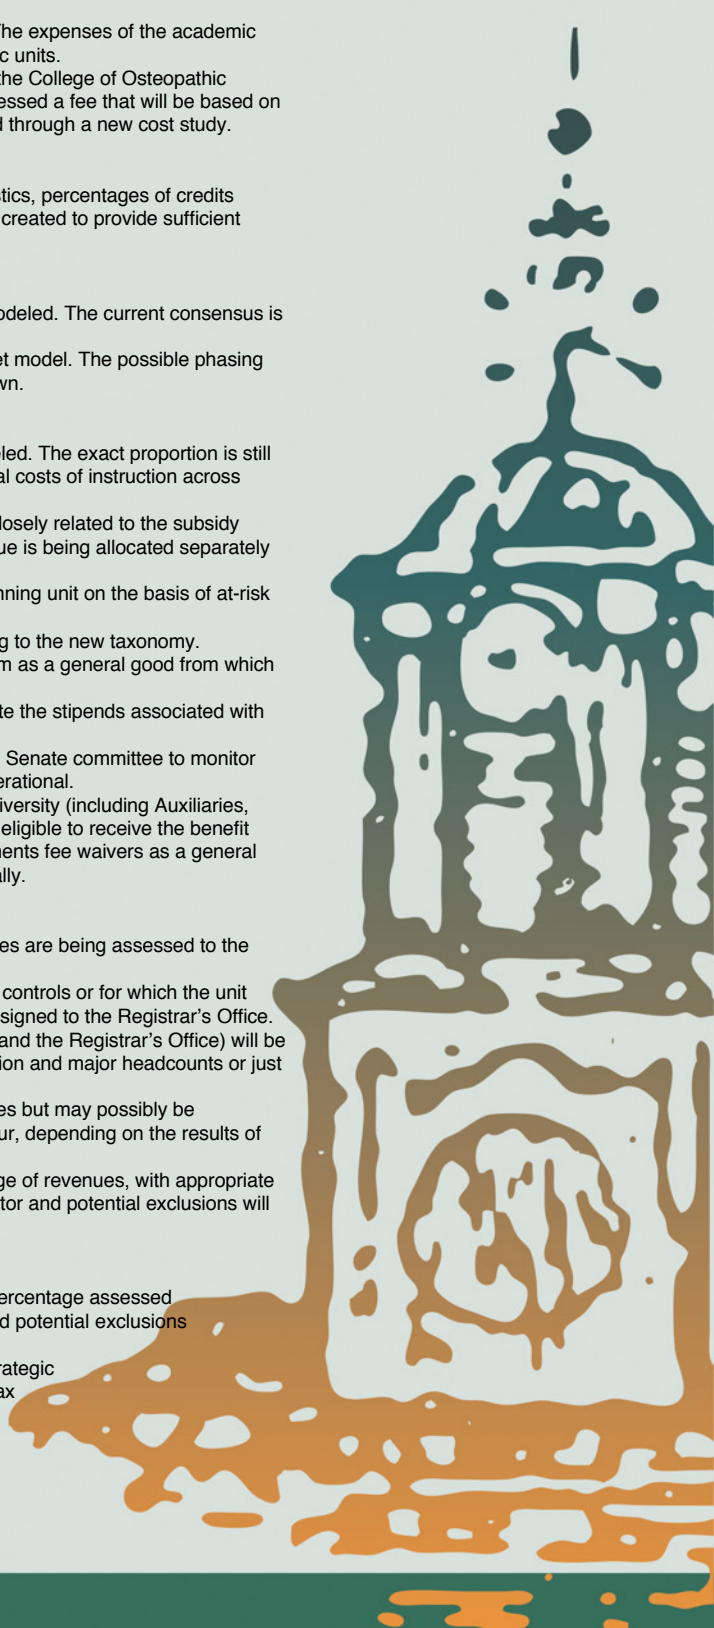 The expenses of the academic
c units.
the College of Osteopathic
essed a fee that will be based on
d through a new cost study.
stics, percentages of credits
created to provide sufficient
odeled. The current consensus is
et model. The possible phasing
wn.
led. The exact proportion is still
al costs of instruction across
losely related to the subsidy
ue is being allocated separately
nning unit on the basis of at-risk
g to the new taxonomy.
m as a general good from which
te the stipends associated with
Senate committee to monitor
erational.
iversity (including Auxiliaries,
eligible to receive the benefit
nents fee waivers as a general
ally.
es are being assessed to the
controls or for which the unit
signed to the Registrar's Office.
and the Registrar's Office) will be
ion and major headcounts or just
es but may possibly be
ur, depending on the results of
ge of revenues, with appropriate
tor and potential exclusions will
ercentage assessed
d potential exclusions
rategic
ax